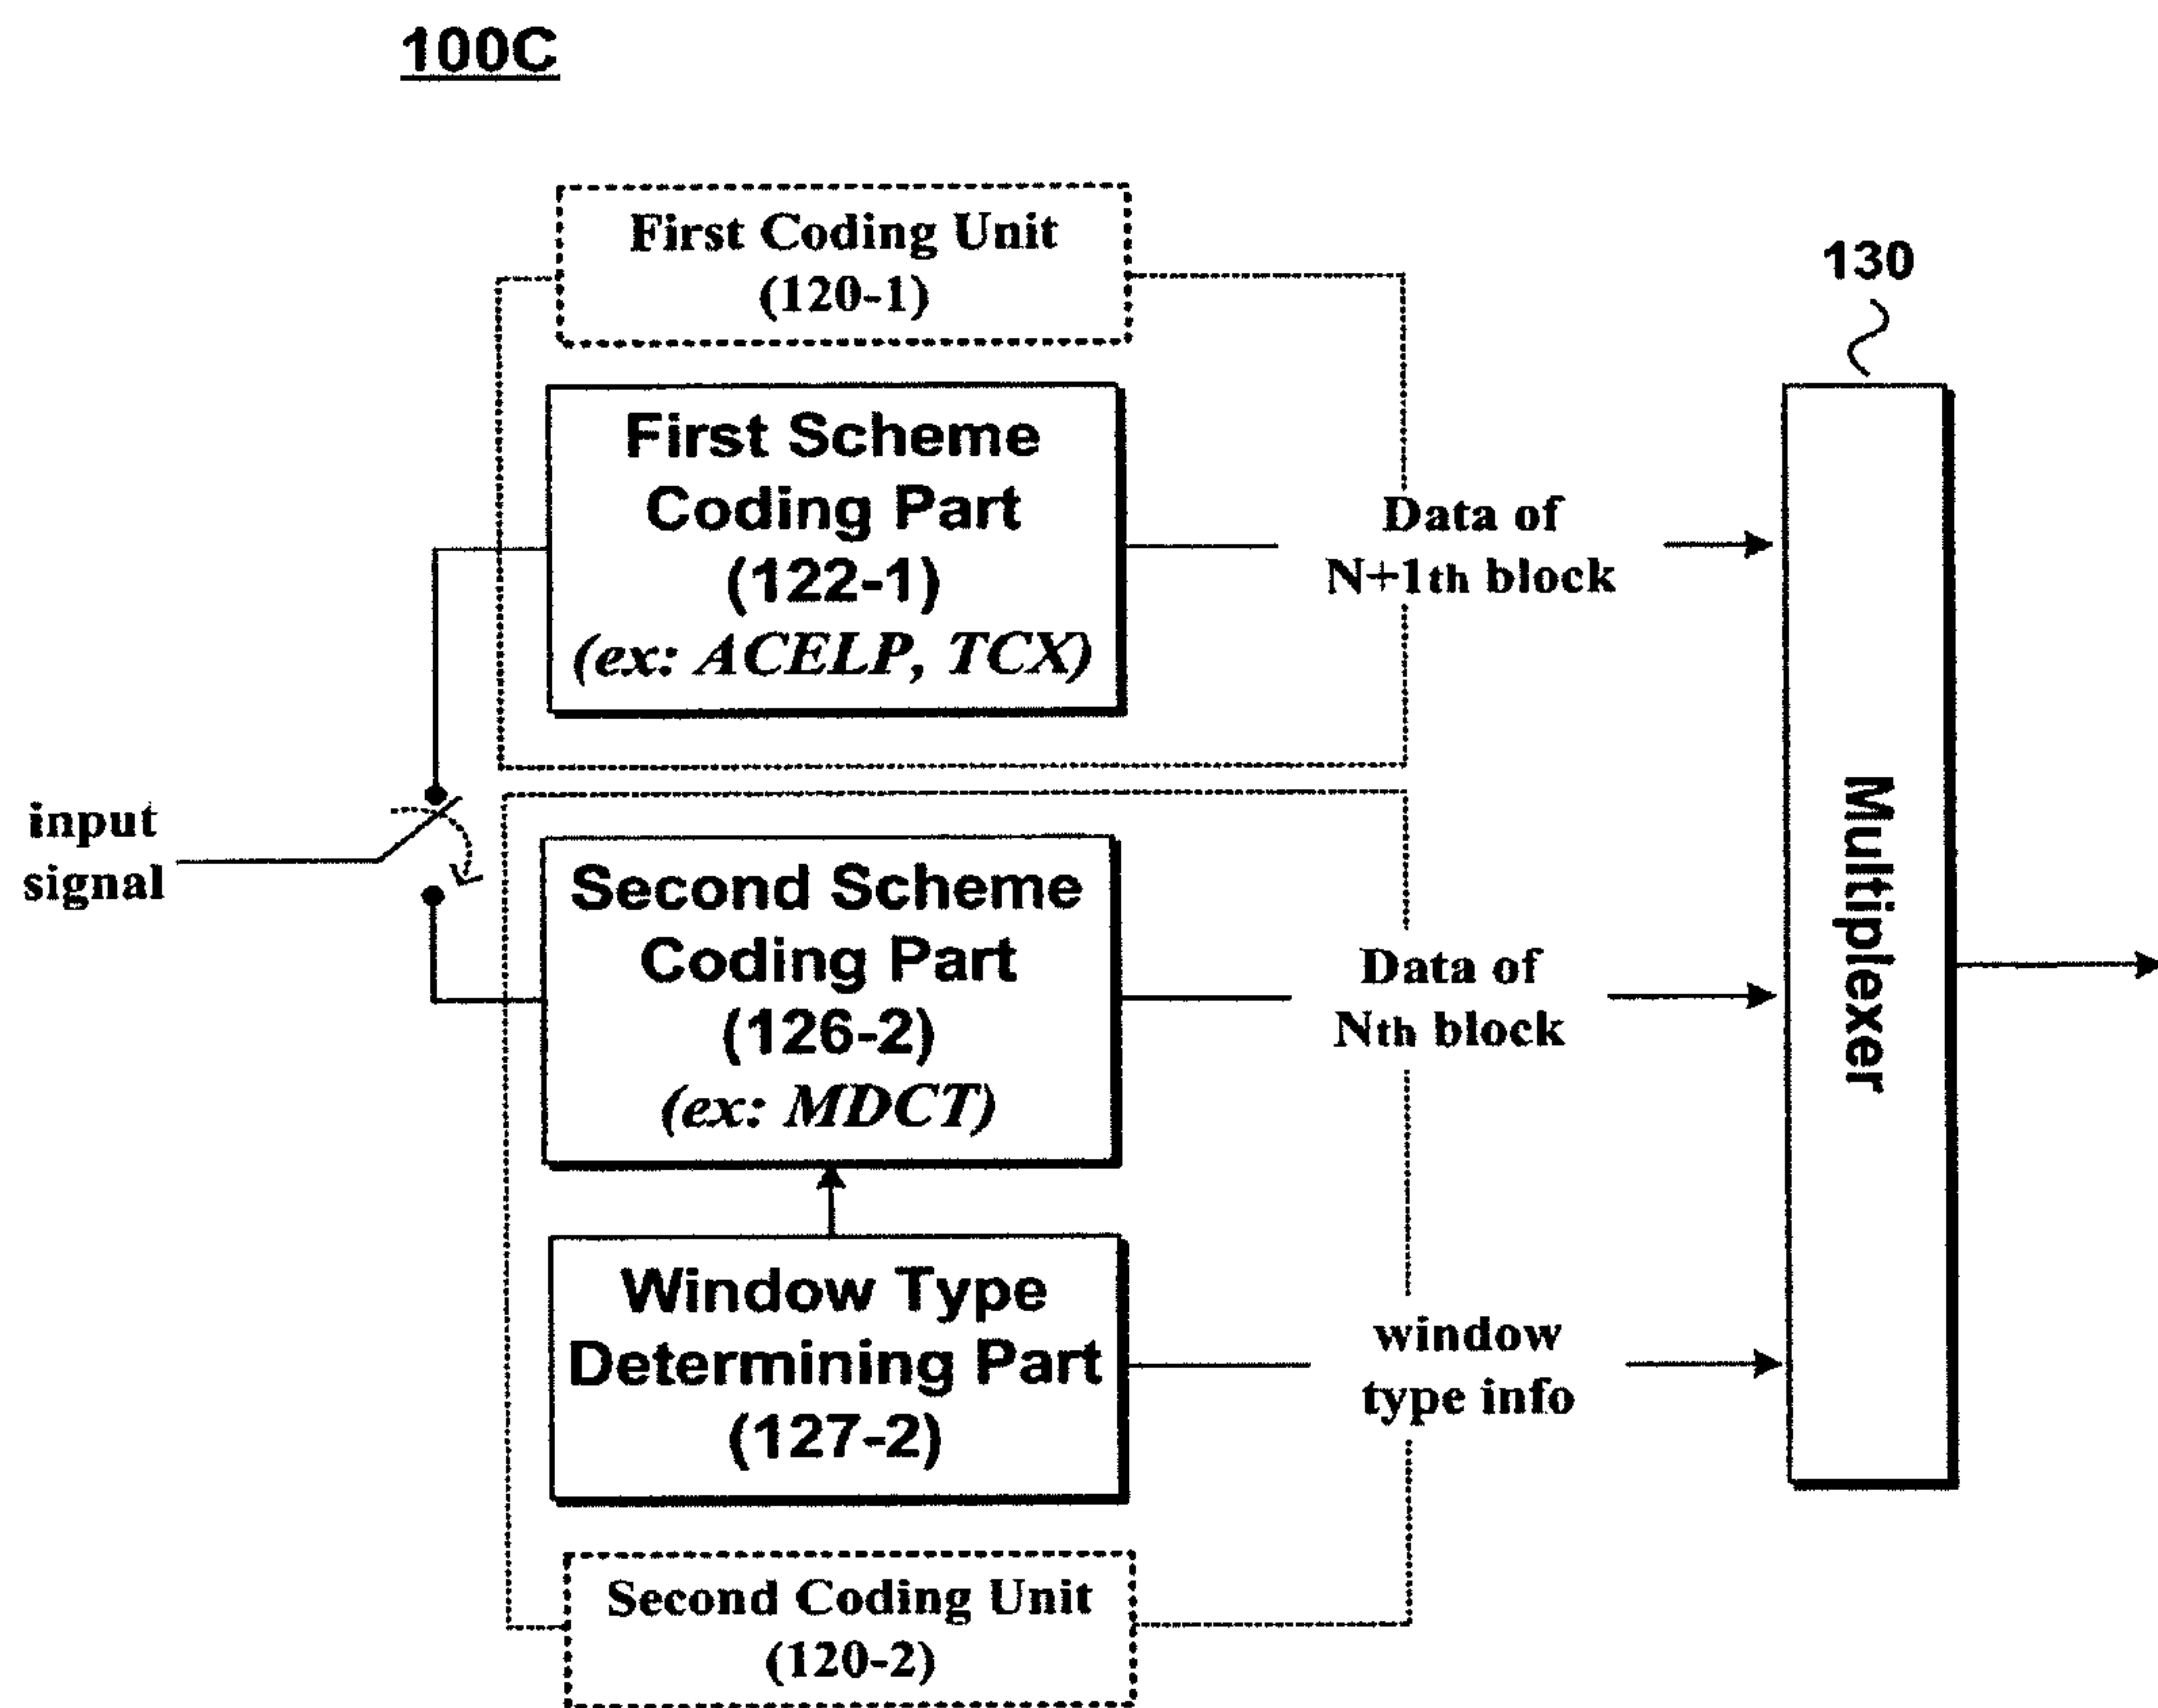 100C
First Coding Unit
(120-1)
130
First Scheme
Coding Part
(122-1)
(ex: ACELP, TCX)
Data of
N+1th block
input
signal
Second Scheme
Coding Part
(126-2)
(ex: MDCT)
Data of
Nth block
Multiplexer
Window Type
Determining Part
(127-2)
window
type info
Second Coding Unit
(120-2)